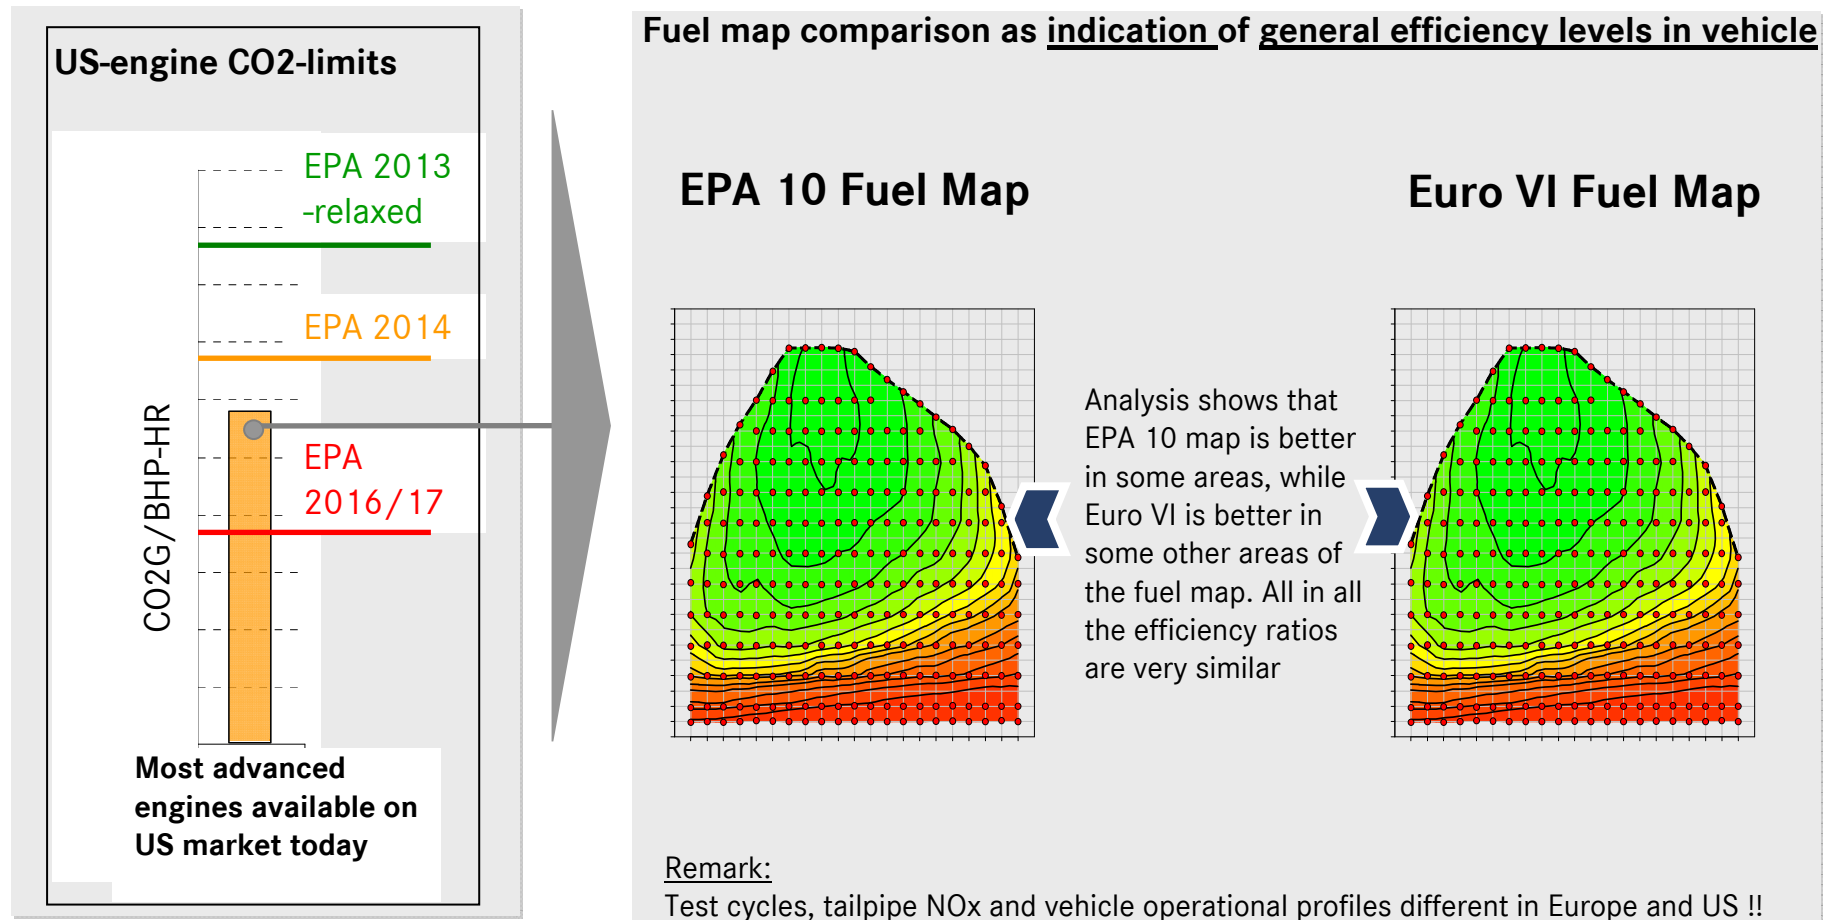 US-engine CO2-limits
EPA 2013
-relaxed
EPA 2014
EPA
2016/17
CO2G/BHP-HR
Most advanced
engines available on
US market today
Fuel map comparison as indication of general efficiency levels in vehicle
EPA 10 Fuel Map
Euro VI Fuel Map
Analysis shows that
EPA 10 map is better
in some areas, while
Euro VI is better in
some other areas of
the fuel map. All in all
the efficiency ratios
are very similar
Remark:
Test cycles, tailpipe NOx and vehicle operational profiles different in Europe and US !!